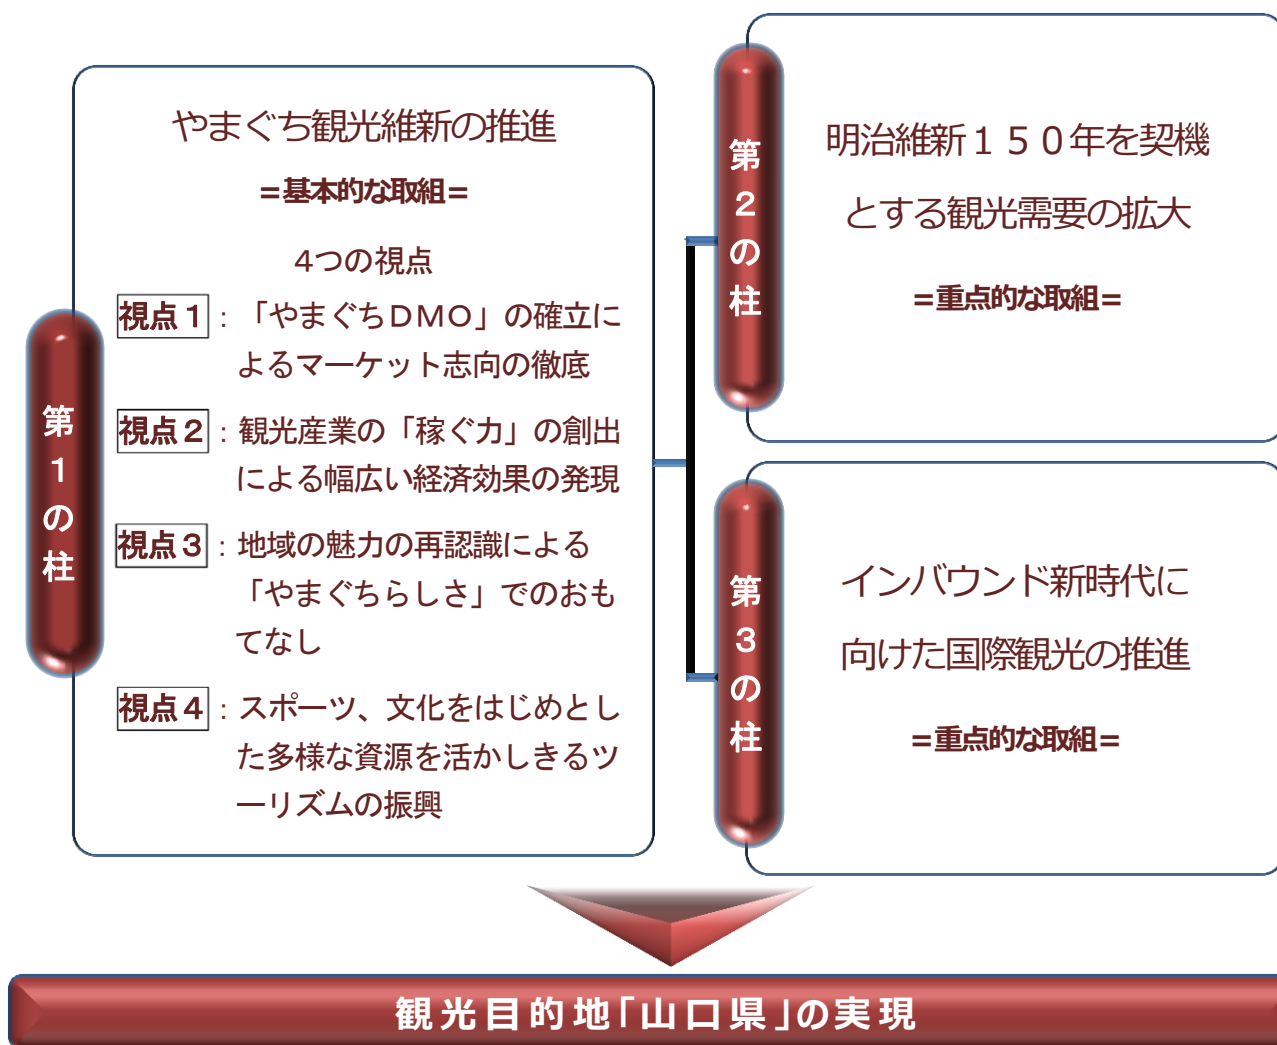 第1の柱
やまぐち観光維新の推進
=基本的な取組=
4つの視点
視点1:「やまぐちDMO」の確立に
よるマーケット志向の徹底
視点2:観光産業の「稼ぐ力」の創出
による幅広い経済効果の発現
視点3:地域の魅力の再認識による
「やまぐちらしさ」でのおも
てなし
視点4:スポーツ、文化をはじめとし
た多様な資源を活かしきるツ
ーリズムの振興
第2の柱
明治維新150年を契機
とする観光需要の拡大
=重点的な取組=
第3の柱
インバウンド新時代に
向けた国際観光の推進
=重点的な取組=
観光目的地「山口県」の実現